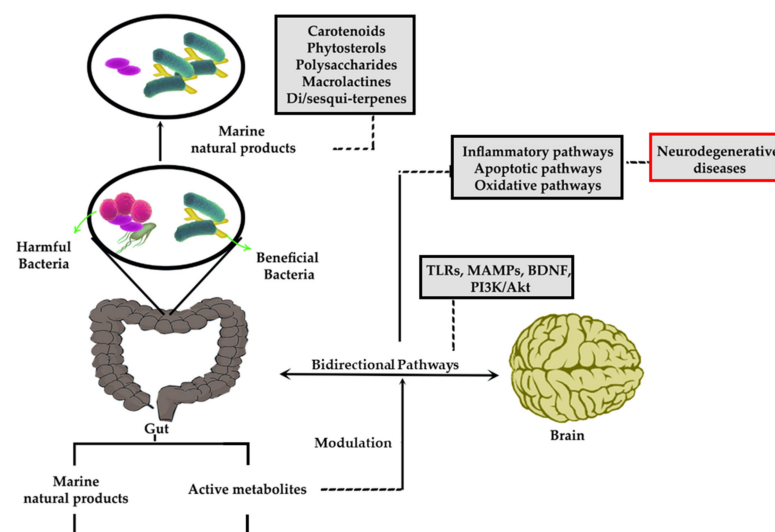 Carotenoids
Phytosterols
Polysaccharides
Macrolactines
Di/sesqui-terpenes
Marine
natural products
Inflammatory pathways
Apoptotic pathways
Oxidative pathways
Neurodegenerative
diseases
Harmful
Bacteria
Beneficial
Bacteria
TLRs, MAMPs, BDNF,
PI3K/Akt
Bidirectional Pathways
Gut
Brain
Modulation
Marine
natural products
Active metabolites